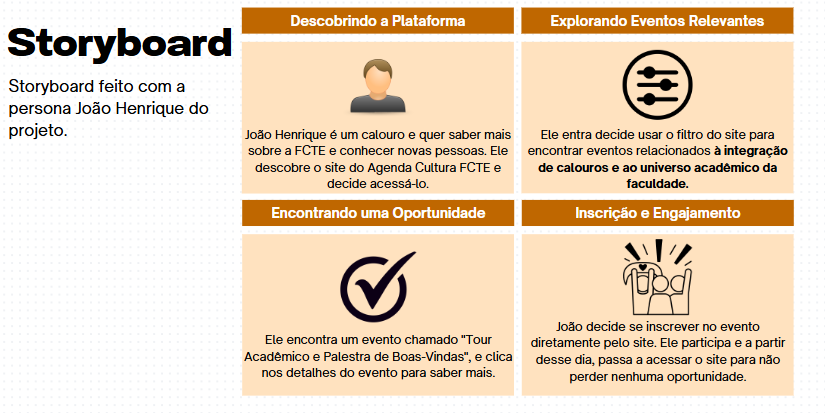 Storyboard
Storyboard feito com a
persona João Henrique do
projeto.
Descobrindo a Plataforma
João Henrique é um calouro e quer saber mais
sobre a FCTE e conhecer novas pessoas. Ele
descobre o site do Agenda Cultura FCTE e
decide acessá-lo.
Explorando Eventos Relevantes
Ele entra decide usar o filtro do site para
encontrar eventos relacionados à integração
de calouros e ao universo acadêmico da
faculdade.
Encontrando uma Oportunidade
Ele encontra um evento chamado "Tour
Acadêmico e Palestra de Boas-Vindas", e clica
nos detalhes do evento para saber mais.
Inscrição e Engajamento
João decide se inscrever no evento
diretamente pelo site. Ele participa e a partir
desse dia, passa a acessar o site para não
perder nenhuma oportunidade.